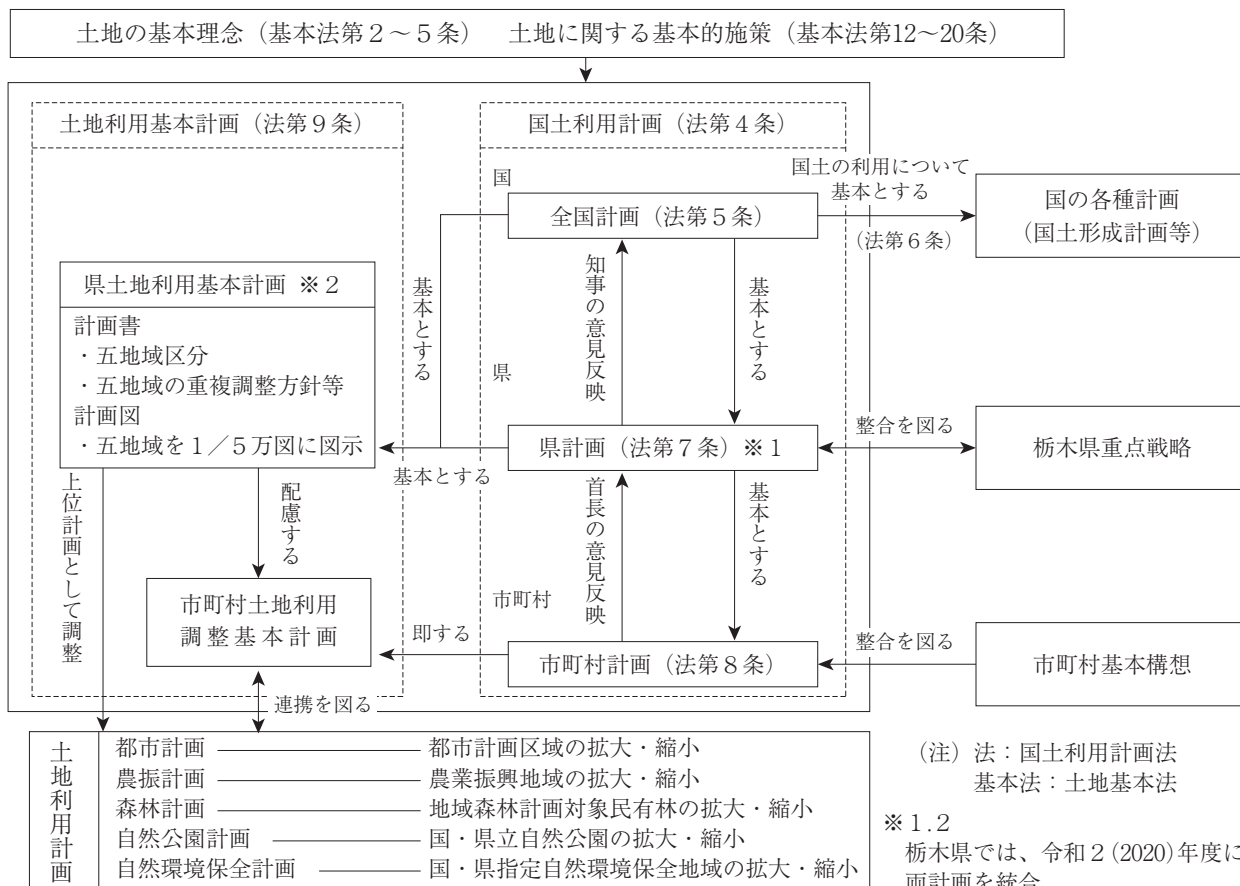 土地の基本理念（基本法第２～５条）　土地に関する基本的施策（基本法第12～20条）
土地利用基本計画（法第９条）
国土利用計画（法第４条）
国
全国計画（法第５条）
国土の利用について
基本とする
（法第６条）
国の各種計画
（国土形成計画等）
県土地利用基本計画 ※２
計画書
・五地域区分
・五地域の重複調整方針等
計画図
・五地域を１／５万図に図示
基本とする
知事の意見反映
基本とする
県
県計画（法第７条）※１
基本とする
整合を図る
栃木県重点戦略
上位計画として調整
配慮する
首長の意見反映
基本とする
市町村
市町村土地利用
調整基本計画
即する
市町村計画（法第８条）
整合を図る
市町村基本構想
連携を図る
土地利用計画
都市計画　都市計画区域の拡大・縮小
農振計画　農業振興地域の拡大・縮小
森林計画　地域森林計画対象民有林の拡大・縮小
自然公園計画　国・県立自然公園の拡大・縮小
自然環境保全計画　国・県指定自然環境保全地域の拡大・縮小
（注）法：国土利用計画法
基本法：土地基本法
※１.２
栃木県では、令和２(2020)年度に
両計画を統合